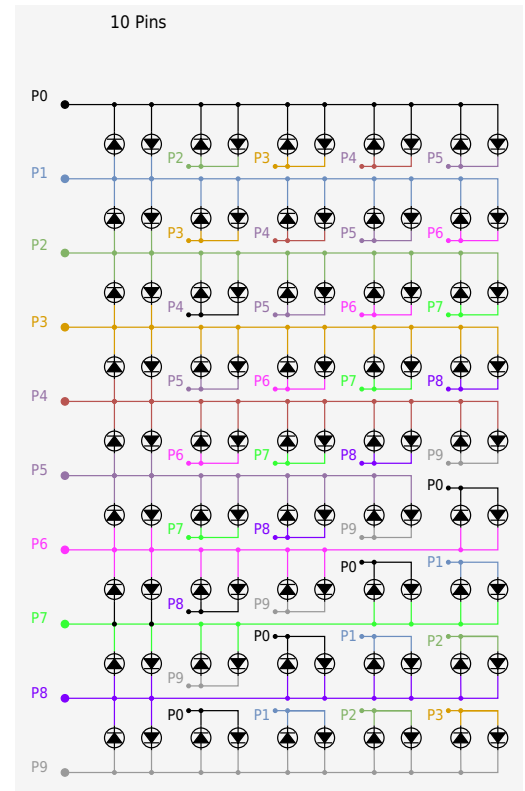 10 Pins
P0
P2 P3 P4 P5
P1
P3 P4 P5 P6
P2
P4 P5 P6 P7
P3
P5 P6 P7 P8
P4
P6 P7 P8 P9
P5
P0
P7 P8 P9
P6
P0 P1
P8 P9
P7
P0 P1 P2
P9
P8
P0 P1 P2 P3
P9